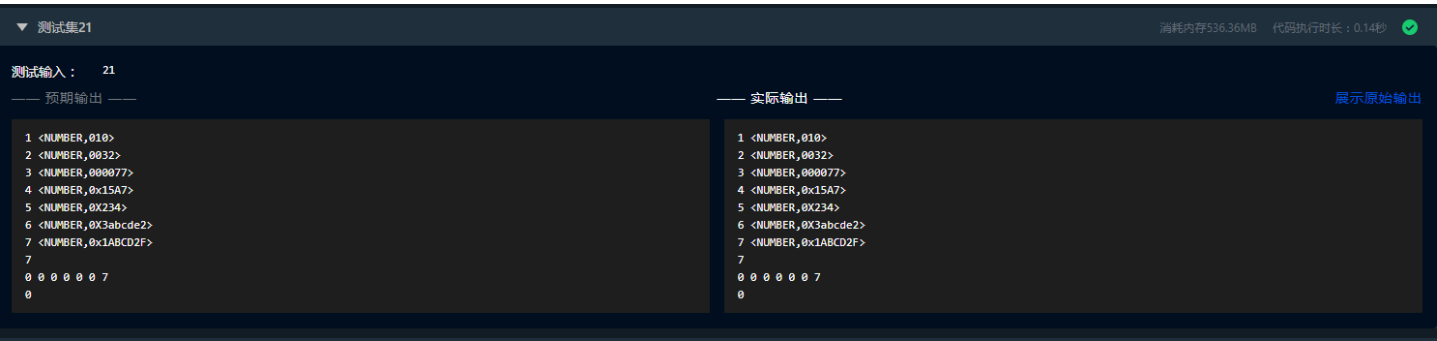 ▼ 测试集21 消耗内存536.36MB 代码执行时长：0.14秒
测试输入： 21
—— 预期输出 —— —— 实际输出 —— 展示原始输出
1 <NUMBER,010>
2 <NUMBER,0032>
3 <NUMBER,000077>
4 <NUMBER,0x15A7>
5 <NUMBER,0X234>
6 <NUMBER,0X3abcde2>
7 <NUMBER,0x1ABCD2F>
7
0 0 0 0 0 0 7
0
1 <NUMBER,010>
2 <NUMBER,0032>
3 <NUMBER,000077>
4 <NUMBER,0x15A7>
5 <NUMBER,0X234>
6 <NUMBER,0X3abcde2>
7 <NUMBER,0x1ABCD2F>
7
0 0 0 0 0 0 7
0